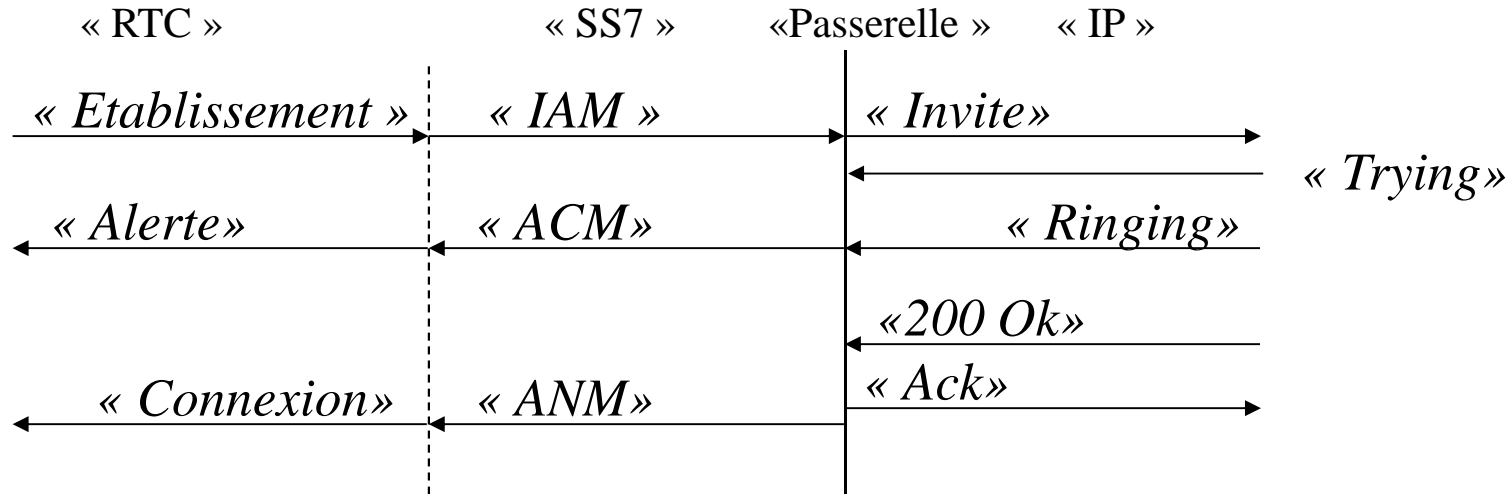 « RTC » « SS7 » «Passerelle » « IP »
« Etablissement » « IAM » « Invite»
« Trying»
« Alerte» « ACM» « Ringing»
«200 Ok»
« Connexion» « ANM» « Ack»